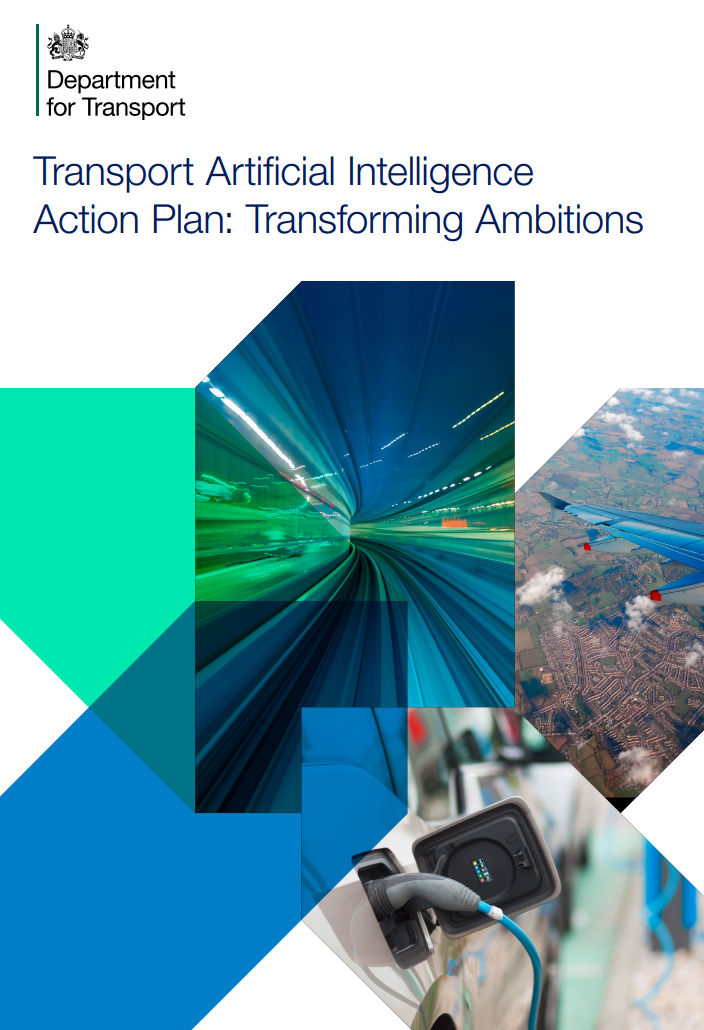 Department
for Transport
Transport Artificial Intelligence
Action Plan: Transforming Ambitions